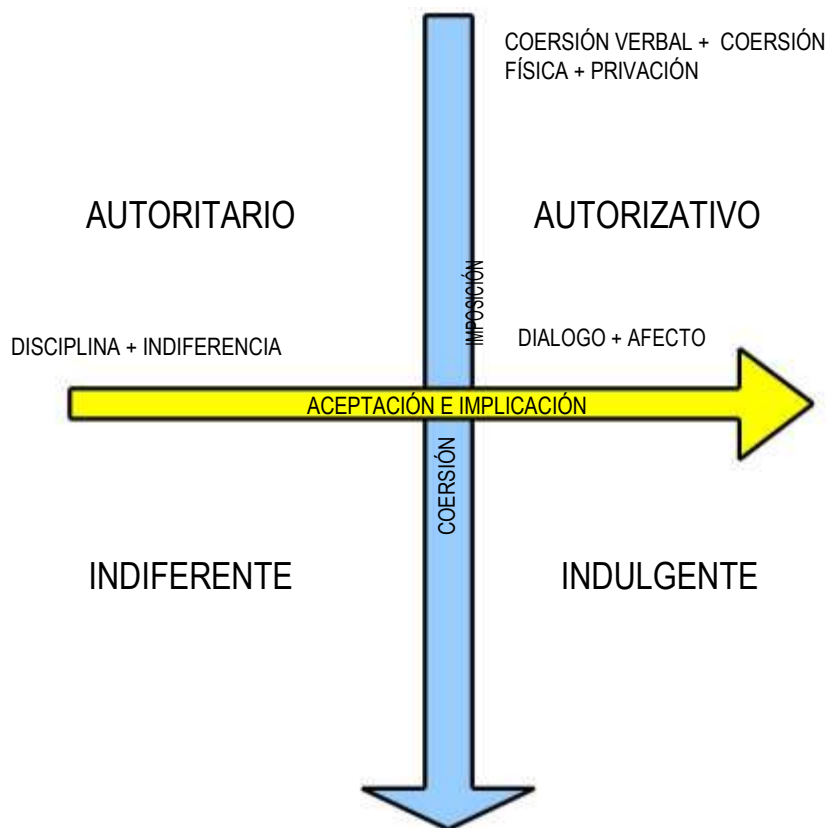 COERSIÓN VERBAL + COERSIÓN
FÍSICA + PRIVACIÓN
AUTORITARIO
AUTORIZATIVO
IMPOSICIÓN
DISCIPLINA + INDIFERENCIA
DIALOGO + AFECTO
ACEPTACIÓN E IMPLICACIÓN
COERSIÓN
INDIFERENTE
INDULGENTE